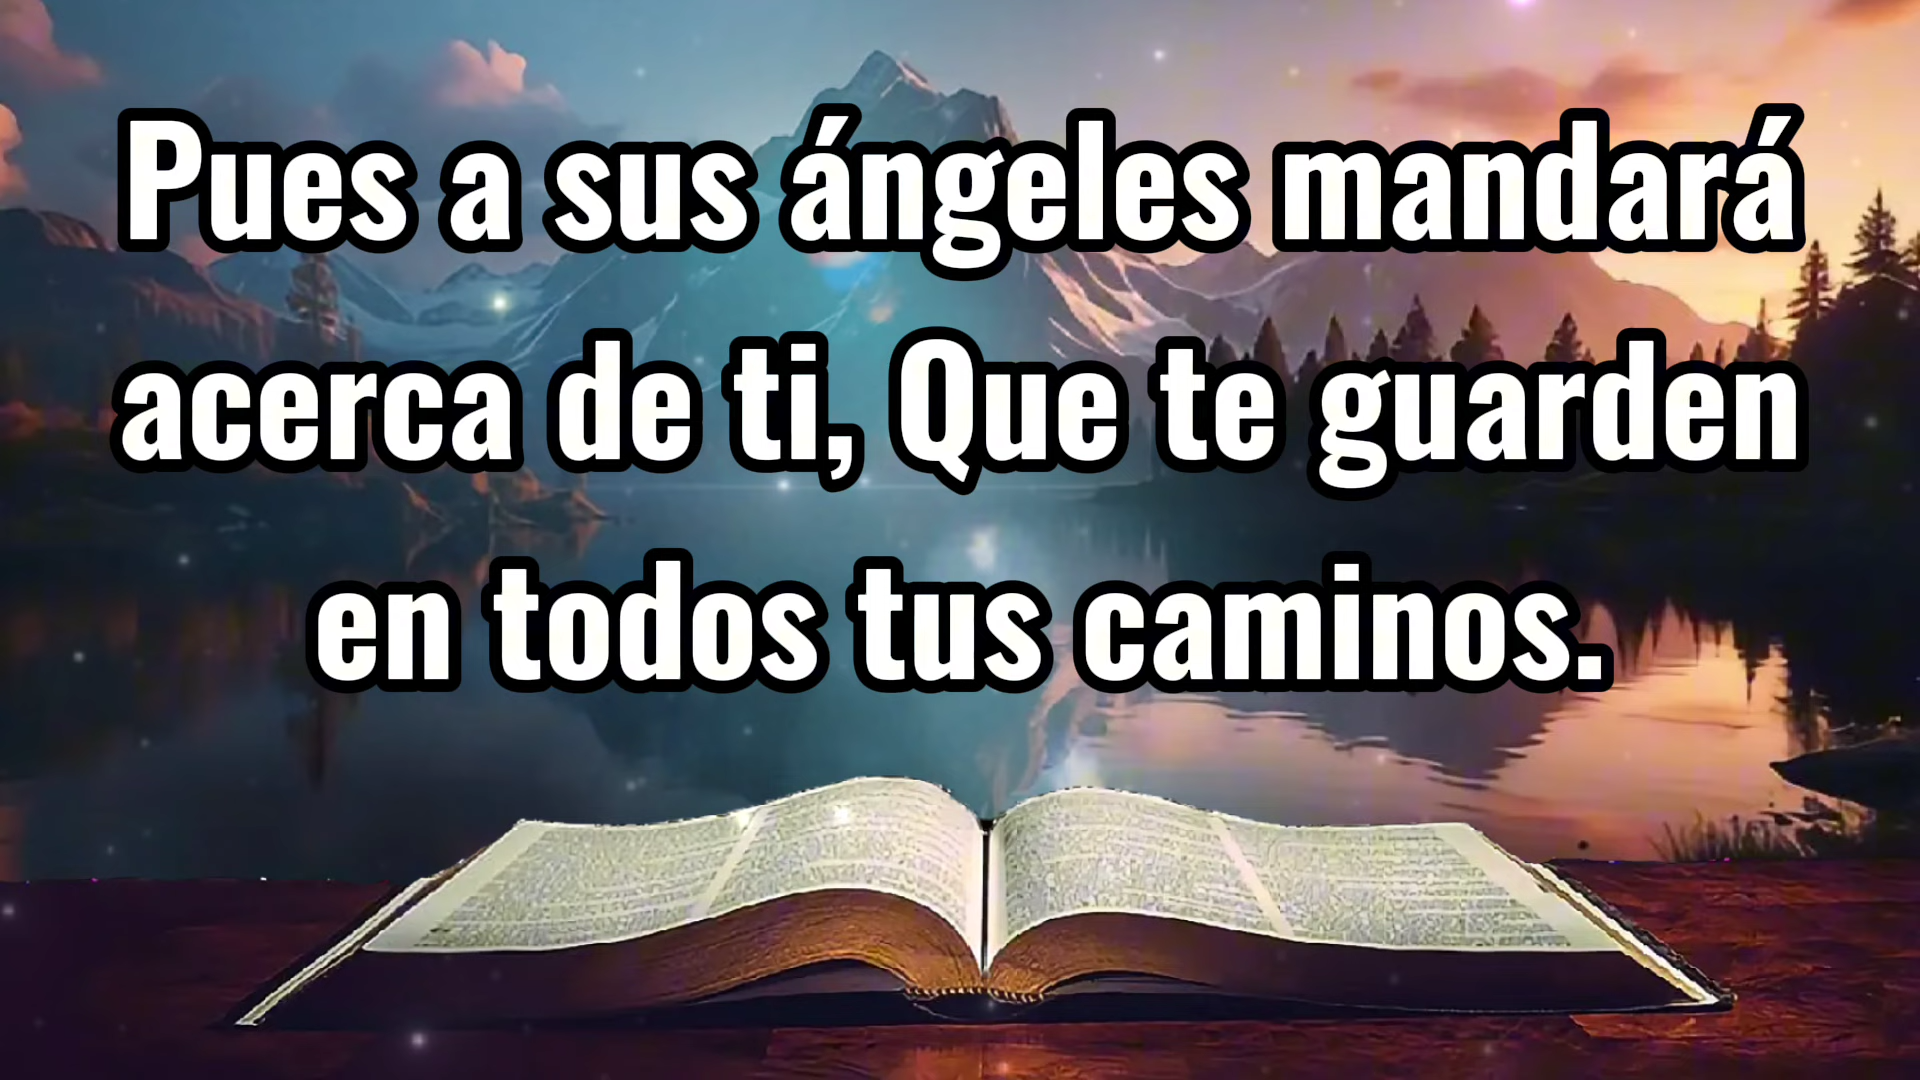 Pues a sus ángeles mandará
acerca de ti, Que te guarden
en todos tus caminos.